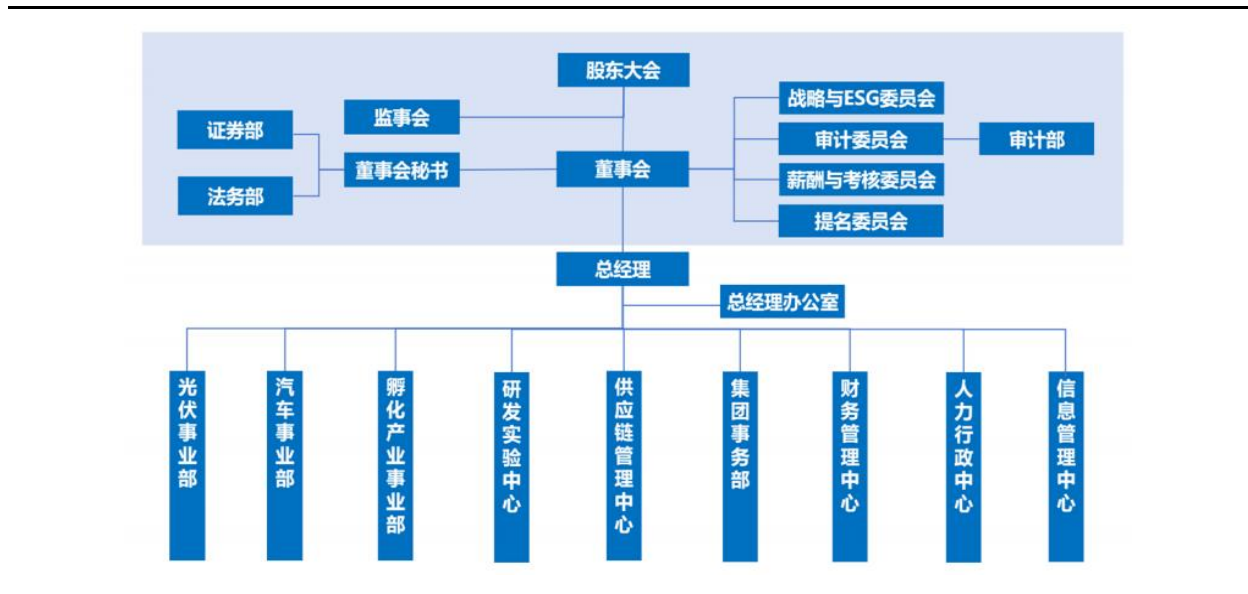 股东大会
战略与ESG委员会
监事会
证券部
审计委员会
审计部
董事会秘书
董事会
薪酬与考核委员会
法务部
提名委员会
总经理
总经理办公室
光伏事业部
汽车事业部
孵化产业事业部
研发实验中心
供应链管理中心
集团事务部
财务管理中心
人力行政中心
信息管理中心